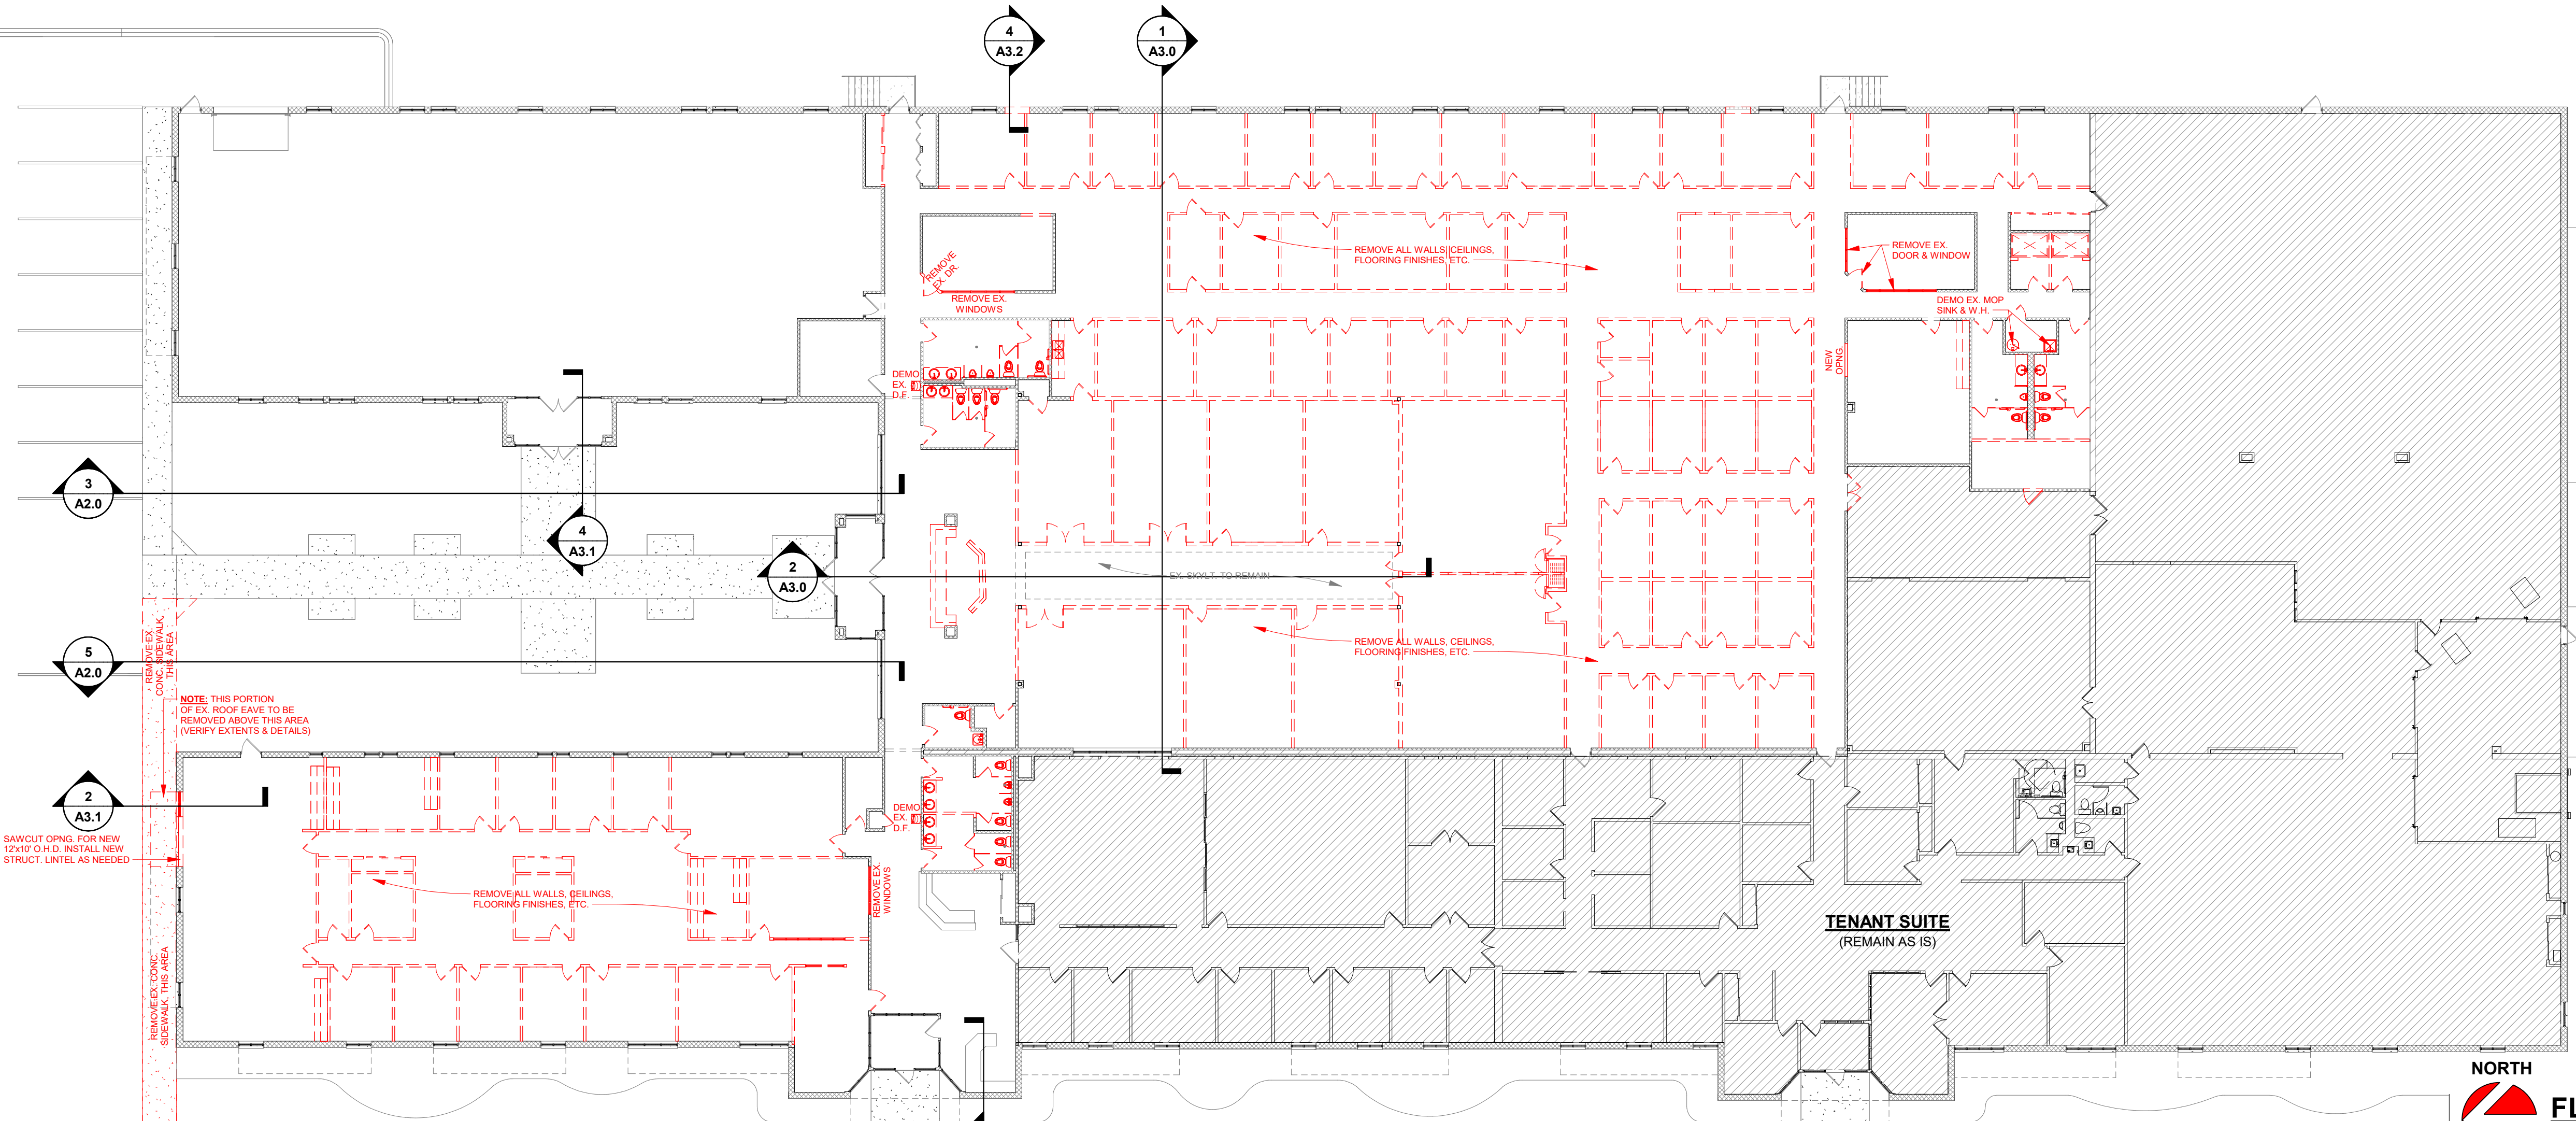 4
A3.2
1
A3.0
REMOVE ALL WALLS, CEILINGS,
FLOORING FINISHES, ETC.
REMOVE EX.
DOOR & WINDOW
REMOVE
EX. DR.
REMOVE EX.
WINDOWS
DEMO EX. MOP
SINK & W.H.
NEW
OPNG.
DEMO
EX.
D.F.
3
A2.0
4
A3.1
2
A3.0
EX. SKYLT. TO REMAIN
REMOVE EX.
CONC. SIDEWALK,
THIS AREA
5
A2.0
REMOVE ALL WALLS, CEILINGS,
FLOORING FINISHES, ETC.
NOTE: THIS PORTION
OF EX. ROOF EAVE TO BE
REMOVED ABOVE THIS AREA
(VERIFY EXTENTS & DETAILS)
2
A3.1
DEMO
EX.
D.F.
SAWCUT OPNG. FOR NEW
12'x10' O.H.D. INSTALL NEW
STRUCT. LINTEL AS NEEDED
REMOVE ALL WALLS, CEILINGS,
FLOORING FINISHES, ETC.
REMOVE EX.
WINDOWS
TENANT SUITE
(REMAIN AS IS)
REMOVE EX. CONC.
SIDEWALK, THIS AREA
NORTH
FL